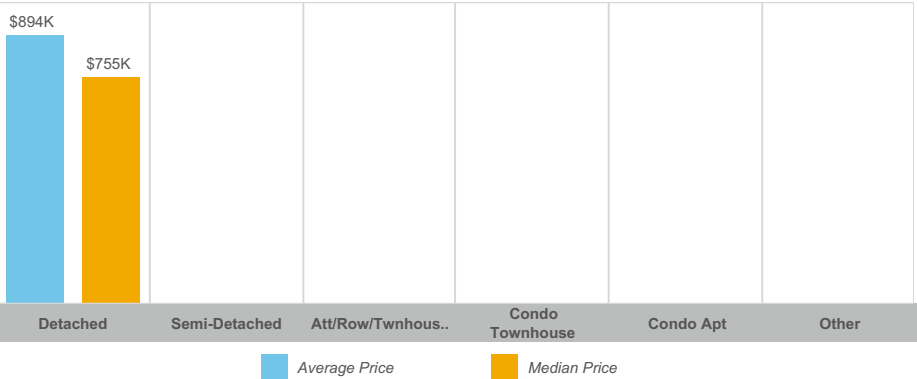 $894K
$755K
Detached
Semi-Detached
Att/Row/Twnhous..
Condo
Townhouse
Condo Apt
Other
Average Price
Median Price